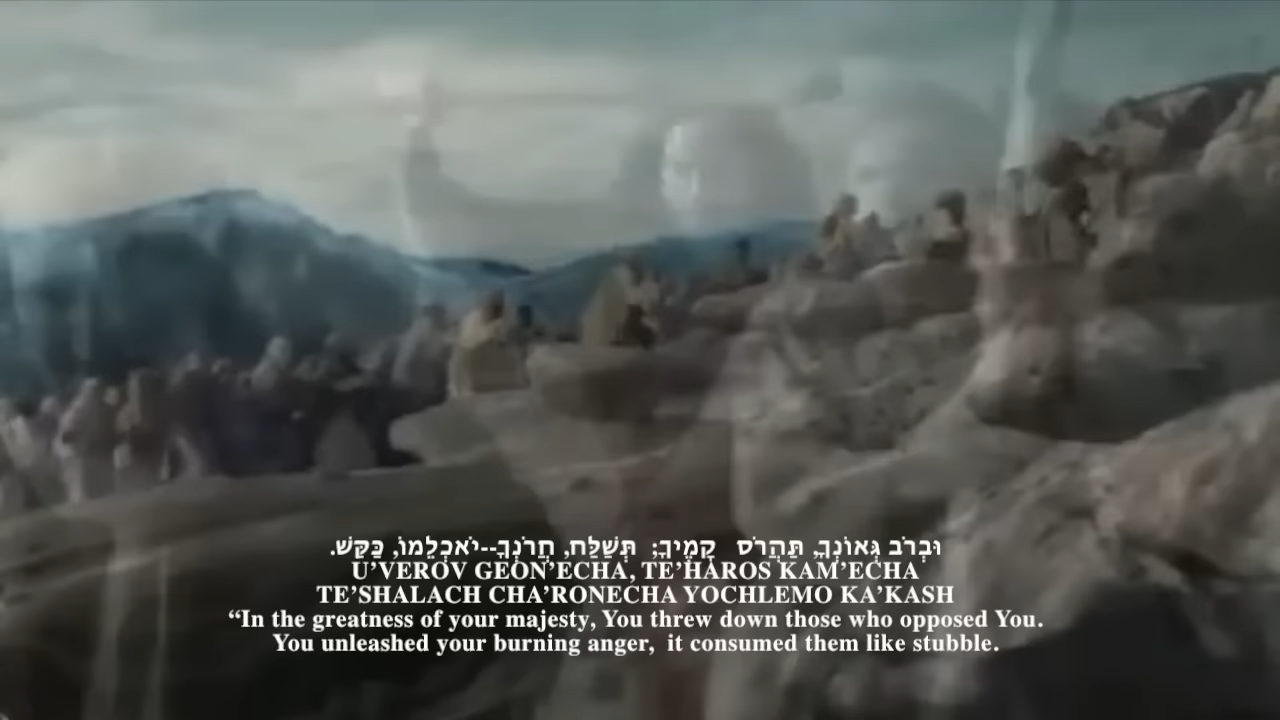 וּבְרֹב גְּאוֹנְךָ, תַּהֲרֹס קָמֶיךָ; תְּשַׁלַּח, חֲרֹנְךָ--יֹאכְלֵמוֹ, כַּקַּשׁ.
U'VEROV GEON'ECHA, TE'HAROS KAM'ECHA
TE'SHALACH CHA'RONECHA YOCHLEMO KA'KASH
“In the greatness of your majesty, You threw down those who opposed You.
You unleashed your burning anger, it consumed them like stubble.